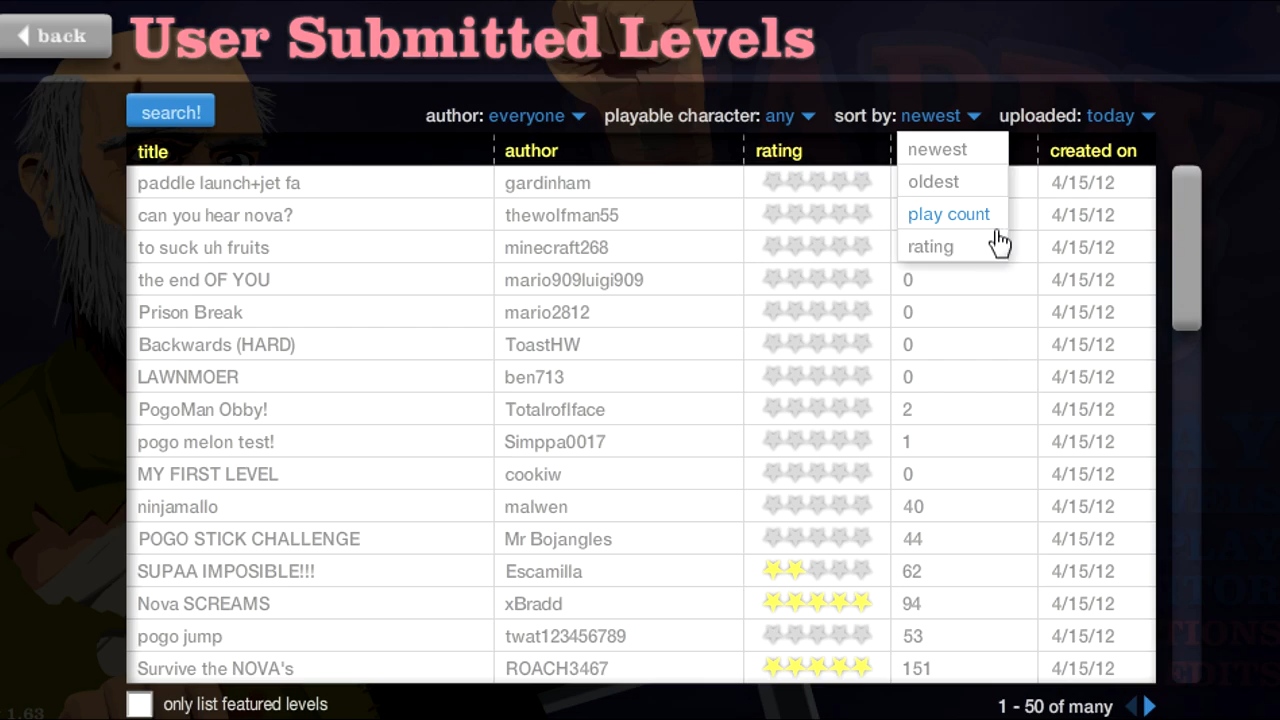 back
User Submitted Levels
search!
author: everyone playable character: any sort by: newest uploaded: today
title author rating created on
newest
oldest
play count
rating
paddle launch+jet fa gardinham 4/15/12
can you hear nova? thewolfman55 4/15/12
to suck uh fruits minecraft268 4/15/12
the end OF YOU mario909luigi909 0 4/15/12
Prison Break mario2812 0 4/15/12
Backwards (HARD) ToastHW 0 4/15/12
LAWNMOER ben713 0 4/15/12
PogoMan Obby! Totalroflface 2 4/15/12
pogo melon test! Simppa0017 1 4/15/12
MY FIRST LEVEL cookiw 0 4/15/12
ninjamallo malwen 40 4/15/12
POGO STICK CHALLENGE Mr Bojangles 44 4/15/12
SUPAA IMPOSIBLE!!! Escamilla 62 4/15/12
Nova SCREAMS xBradd 94 4/15/12
pogo jump twat123456789 53 4/15/12
Survive the NOVA's ROACH3467 151 4/15/12
only list featured levels 1 - 50 of many
1.63